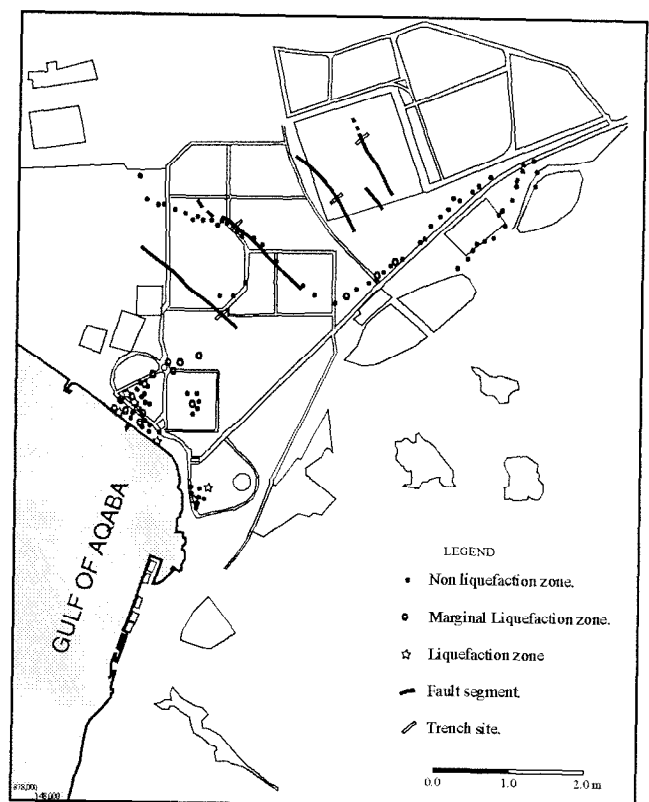 GULF OF AQABA
LEGEND
Non liquefaction zone.
Marginal Liquefaction zone.
Liquefaction zone
Fault segment.
Trench site.
0.0 1.0 2.0 m